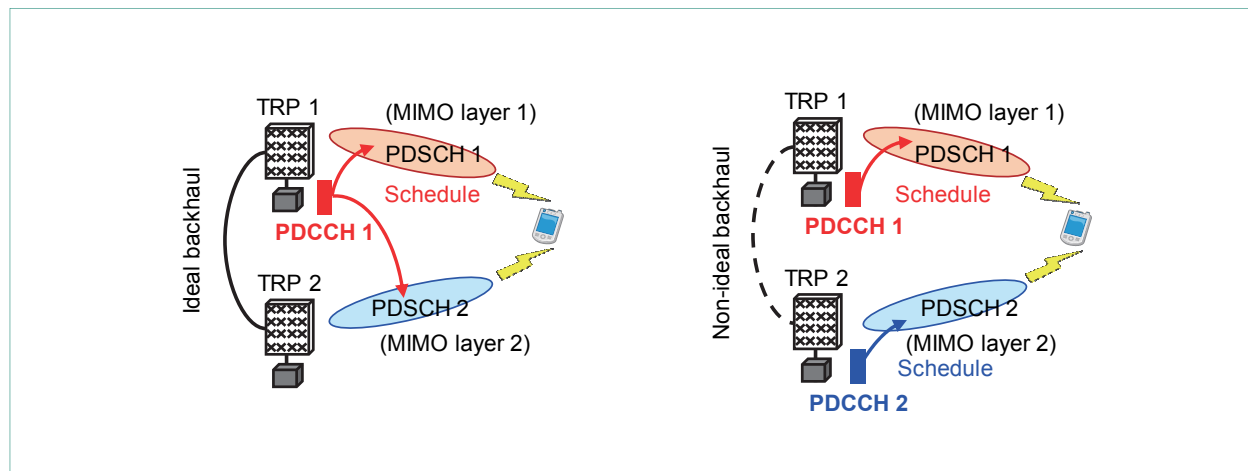 TRP 1
(MIMO layer 1)
PDSCH 1
Schedule
PDCCH 1
Ideal backhaul
TRP 2
PDSCH 2
(MIMO layer 2)
TRP 1
(MIMO layer 1)
PDSCH 1
Schedule
PDCCH 1
Non-ideal backhaul
TRP 2
PDSCH 2
(MIMO layer 2)
Schedule
PDCCH 2